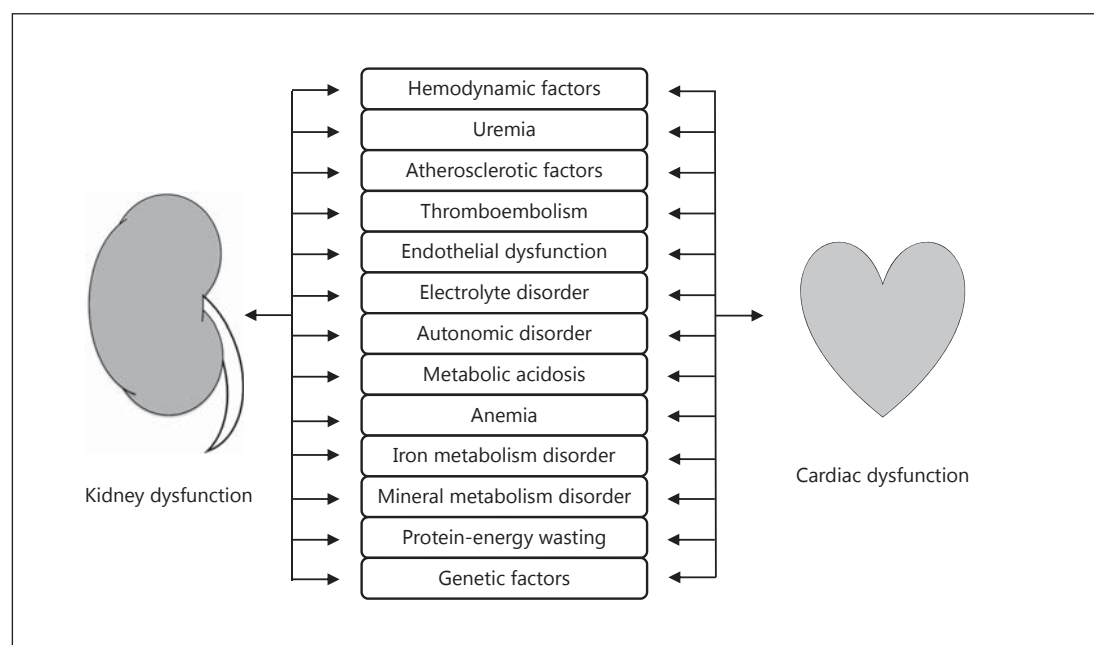 Hemodynamic factors
Uremia
Atherosclerotic factors
Thromboembolism
Endothelial dysfunction
Electrolyte disorder
Autonomic disorder
Metabolic acidosis
Anemia
Iron metabolism disorder
Mineral metabolism disorder
Protein-energy wasting
Genetic factors
Kidney dysfunction
Cardiac dysfunction